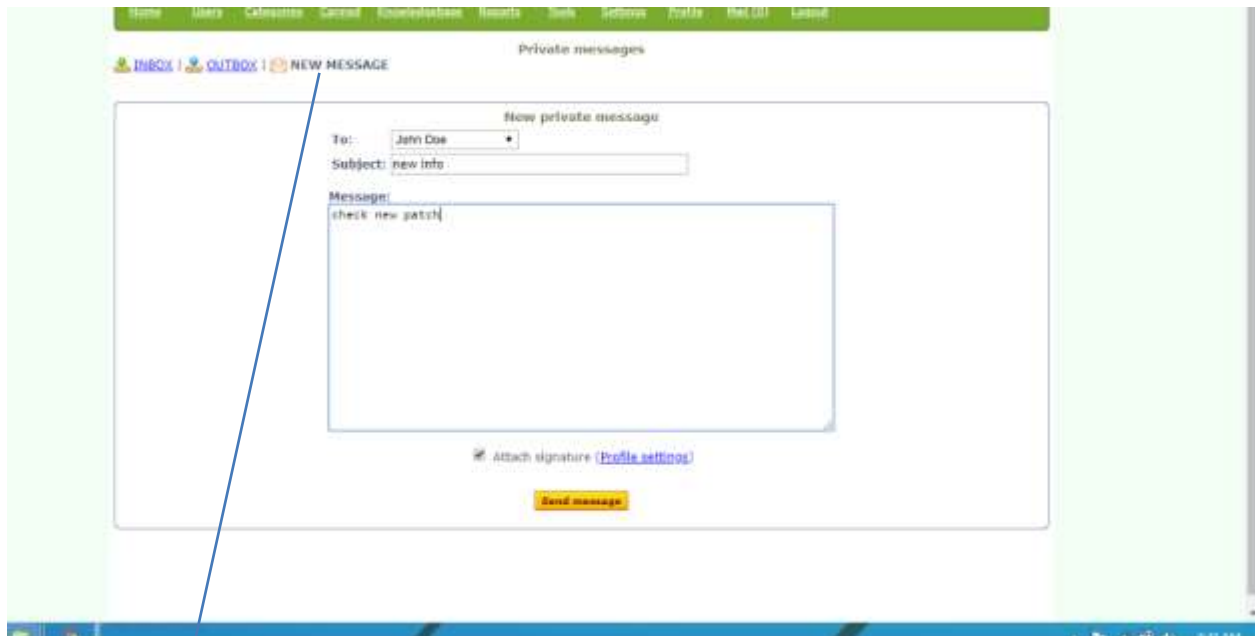 Home Users Categories Canned Knowledgebase Reports Tools Settings Profile Mail (0) Logout
Private messages
INBOX | OUTBOX | NEW MESSAGE
New private message
To: John Doe
Subject: new info
Message:
check new patch
Attach signature (Profile settings)
Send message